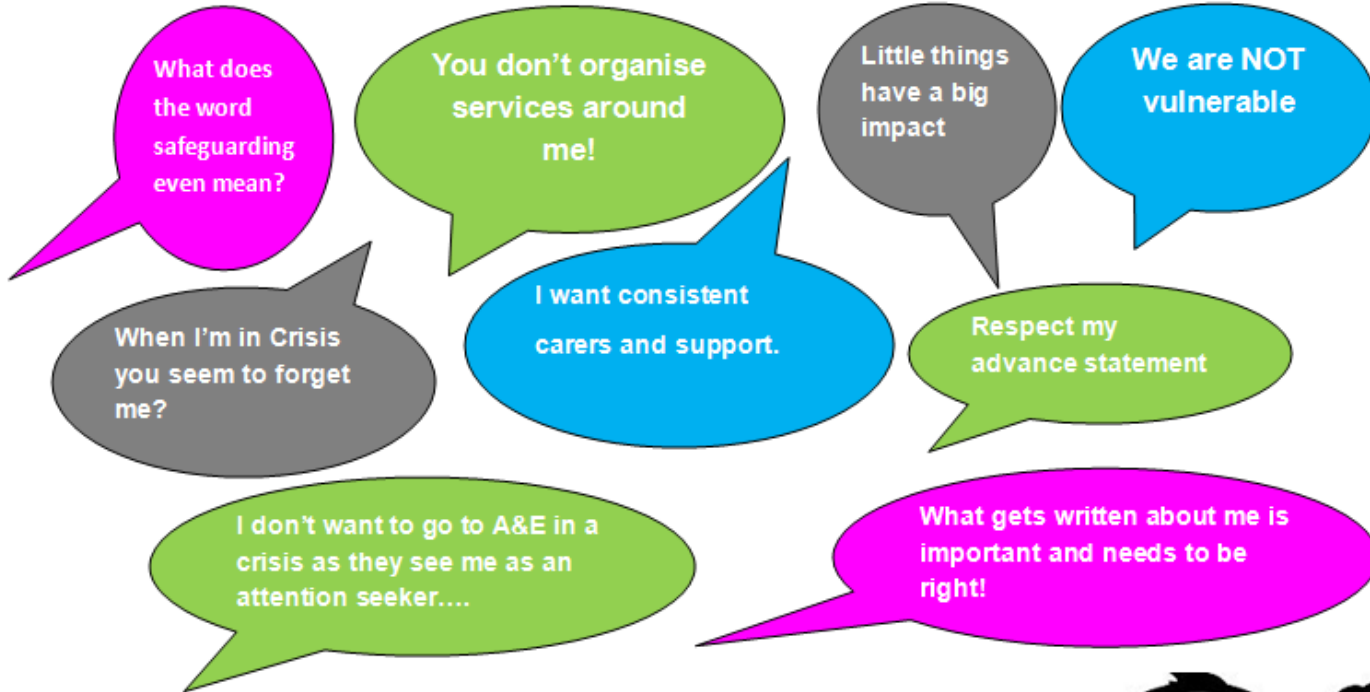 What does
the word
safeguarding
even mean?
You don’t organise
services around
me!
Little things
have a big
impact
We are NOT
vulnerable
When I’m in Crisis
you seem to forget
me?
I want consistent
carers and support.
Respect my
advance statement
I don’t want to go to A&E in a
crisis as they see me as an
attention seeker….
What gets written about me is
important and needs to be
right!